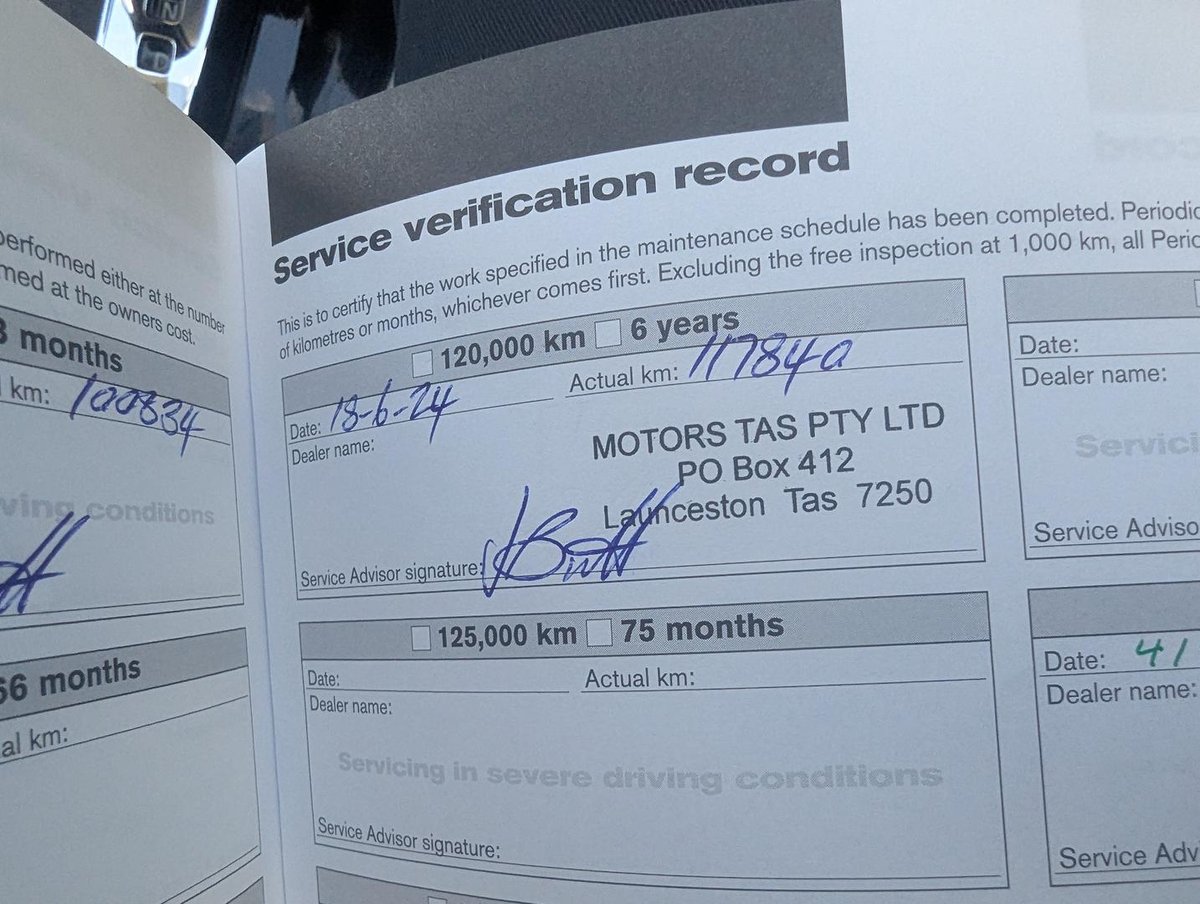 N
D
performed either at the number
med at the owners cost.
3 months
km: 100834
ving conditions
66 months
al km:
Service verification record
This is to certify that the work specified in the maintenance schedule has been completed. Periodic
of kilometres or months, whichever comes first. Excluding the free inspection at 1,000 km, all Peri
120,000 km 6 years
Date: 18-6-24 Actual km: 117840
Dealer name:
MOTORS TAS PTY LTD
PO Box 412
Launceston Tas 7250
Service Advisor signature:
125,000 km 75 months
Date: Actual km:
Dealer name:
Servicing in severe driving conditions
Service Advisor signature:
Date:
Dealer name:
Servici
Service Adviso
Date: 41
Dealer name:
Service Adv